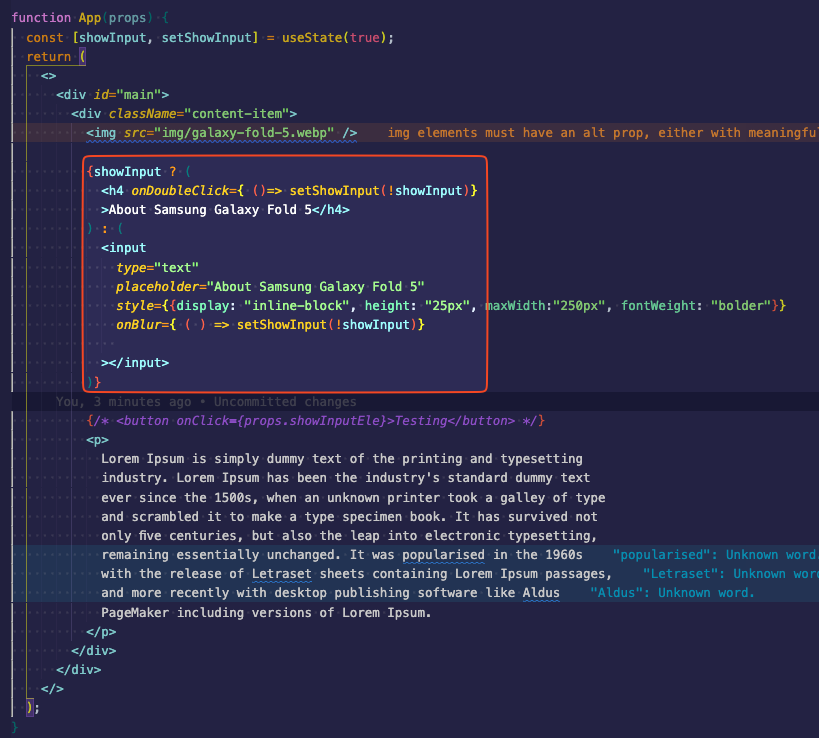 function App(props) {
const [showInput, setShowInput] = useState(true);
return (
<>
<div id="main">
<div className="content-item">
<img src="img/galaxy-fold-5.webp" /> img elements must have an alt prop, either with meaningful
{showInput ? (
<h4 onDoubleClick={ ()=> setShowInput(!showInput)}
>About Samsung Galaxy Fold 5</h4>
) : (
<input
type="text"
placeholder="About Samsung Galaxy Fold 5"
style={{display: "inline-block", height: "25px", maxWidth:"250px", fontWeight: "bolder"}}
onBlur={ ( ) => setShowInput(!showInput)}
></input>
)}
You, 3 minutes ago • Uncommitted changes
{/* <button onClick={props.showInputEle}>Testing</button> */}
<p>
Lorem Ipsum is simply dummy text of the printing and typesetting
industry. Lorem Ipsum has been the industry's standard dummy text
ever since the 1500s, when an unknown printer took a galley of type
and scrambled it to make a type specimen book. It has survived not
only five centuries, but also the leap into electronic typesetting,
remaining essentially unchanged. It was popularised in the 1960s "popularised": Unknown word.
with the release of Letraset sheets containing Lorem Ipsum passages, "Letraset": Unknown word
and more recently with desktop publishing software like Aldus "Aldus": Unknown word.
PageMaker including versions of Lorem Ipsum.
</p>
</div>
</div>
</>
);
}